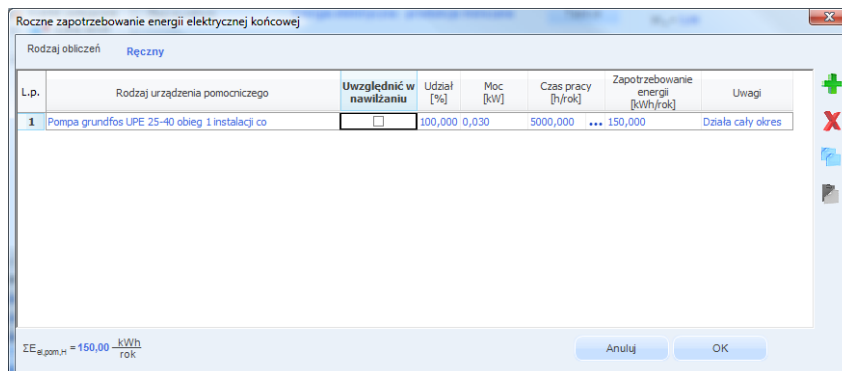 Roczne zapotrzebowanie energii elektrycznej końcowej
Rodzaj obliczeń Ręczny
L.p. Rodzaj urządzenia pomocniczego Uwzględnić w nawilżaniu Udział [%] Moc [kW] Czas pracy [h/rok] Zapotrzebowanie energii [kWh/rok] Uwagi
1 Pompa grundfos UPE 25-40 obieg 1 instalacji co 100,000 0,030 5000,000 ... 150,000 Działa cały okres
ΣEel,pom,H = 150,00 kWh/rok
Anuluj OK